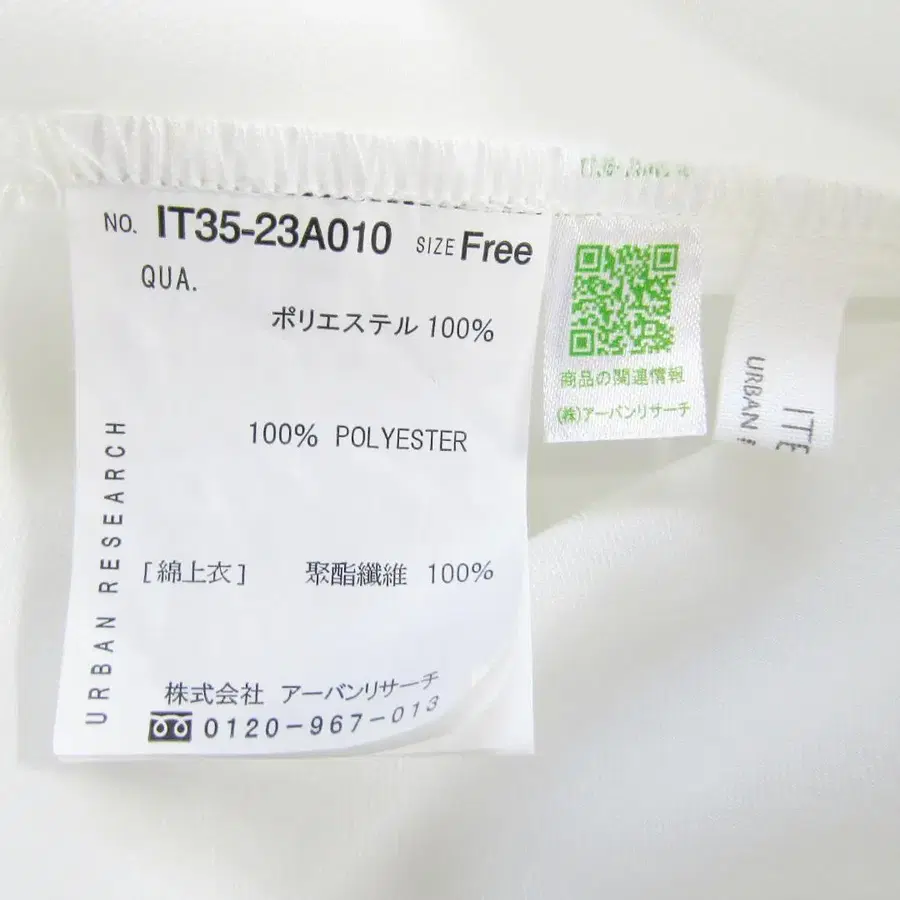 NO. IT35-23A010 SIZE Free
QUA.
ポリエステル 100%
100% POLYESTER
[綿上衣] 聚酯纖維 100%
株式会社 アーバンリサーチ
0120-967-013
URBAN RESEARCH
商品の関連情報
(株)アーバンリサーチ
URBAN
ITE